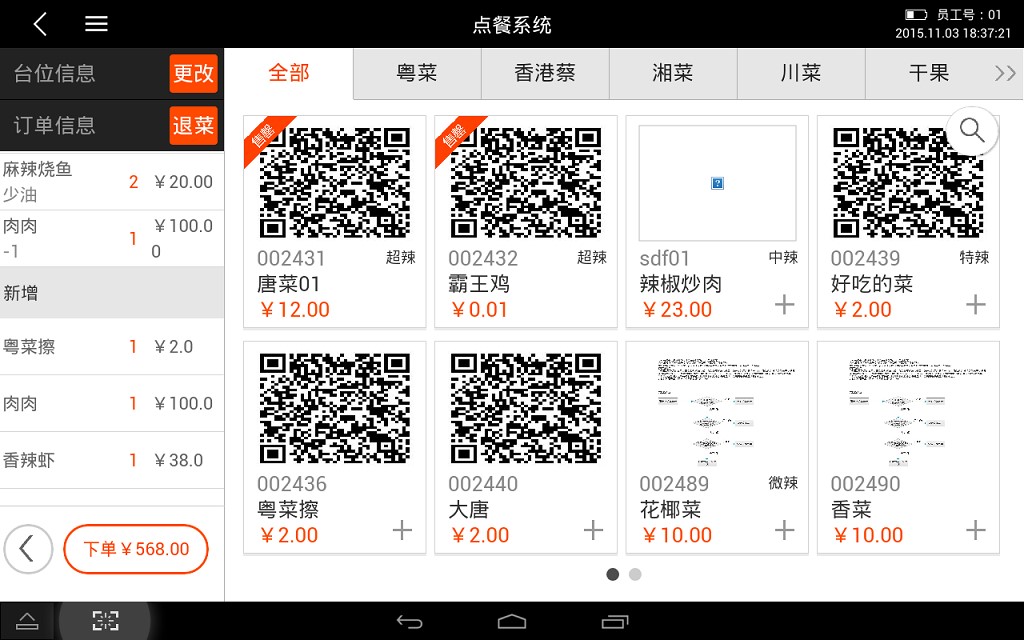 点餐系统
员工号：01
2015.11.03 18:37:21
台位信息 更改
订单信息 退菜
麻辣烧鱼 2 ￥20.00
少油
肉肉 1 ￥100.00
-1
新增
粤菜擦 1 ￥2.0
肉肉 1 ￥100.0
香辣虾 1 ￥38.0
下单￥568.00
全部 粤菜 香港蔡 湘菜 川菜 干果
售罄
002431 超辣
唐菜01
￥12.00
售罄
002432 超辣
霸王鸡
￥0.01
sdf01 中辣
辣椒炒肉
￥23.00
002439 特辣
好吃的菜
￥2.00
002436
粤菜擦
￥2.00
002440
大唐
￥2.00
002489 微辣
花椰菜
￥10.00
002490
香菜
￥10.00